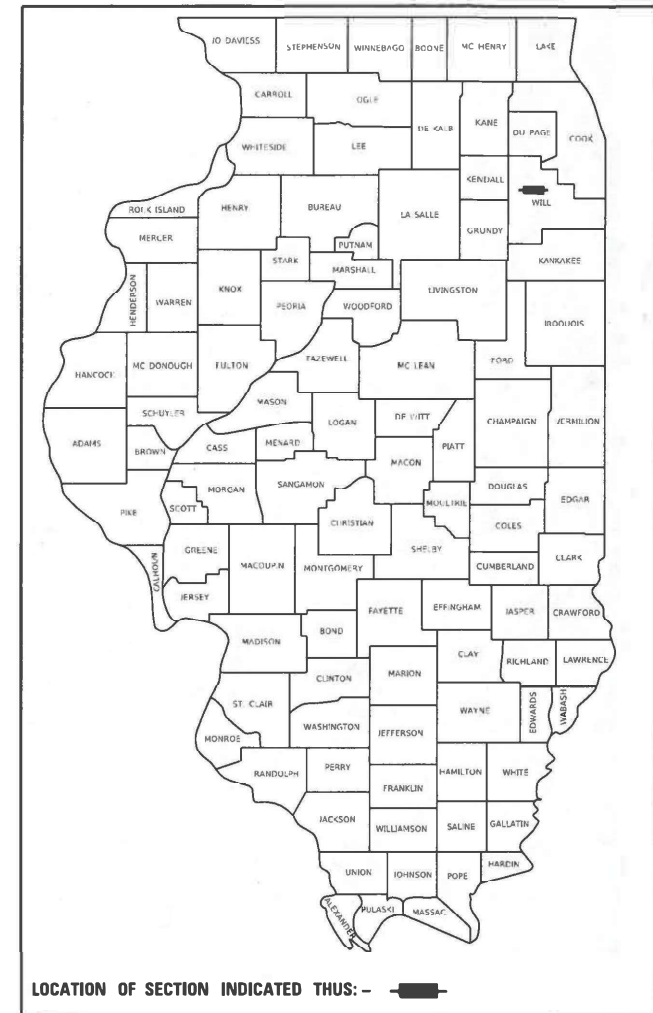 JO DAVIESS STEPHENSON WINNEBAGO BOONE MC HENRY LAKE
CARROLL OGLE DE KALB KANE DU PAGE COOK
WHITESIDE LEE
KENDALL WILL
ROCK ISLAND HENRY BUREAU LA SALLE
MERCER PUTNAM GRUNDY
STARK MARSHALL KANKAKEE
HENDERSON WARREN KNOX PEORIA WOODFORD LIVINGSTON IROQUOIS
HANCOCK MC DONOUGH FULTON TAZEWELL MC LEAN FORD
SCHUYLER MASON LOGAN DE WITT CHAMPAIGN VERMILION
ADAMS BROWN CASS MENARD PIATT
MACON
PIKE SCOTT MORGAN SANGAMON MOULTRIE DOUGLAS EDGAR
CHRISTIAN COLES
CALHOUN GREENE MACOUPIN MONTGOMERY SHELBY CUMBERLAND CLARK
JERSEY FAYETTE EFFINGHAM JASPER CRAWFORD
MADISON BOND
CLAY RICHLAND LAWRENCE
CLINTON MARION
ST. CLAIR WAYNE EDWARDS WABASH
MONROE WASHINGTON JEFFERSON
RANDOLPH PERRY HAMILTON WHITE
FRANKLIN
JACKSON WILLIAMSON SALINE GALLATIN
UNION JOHNSON POPE HARDIN
ALEXANDER PULASKI MASSAC
LOCATION OF SECTION INDICATED THUS: -